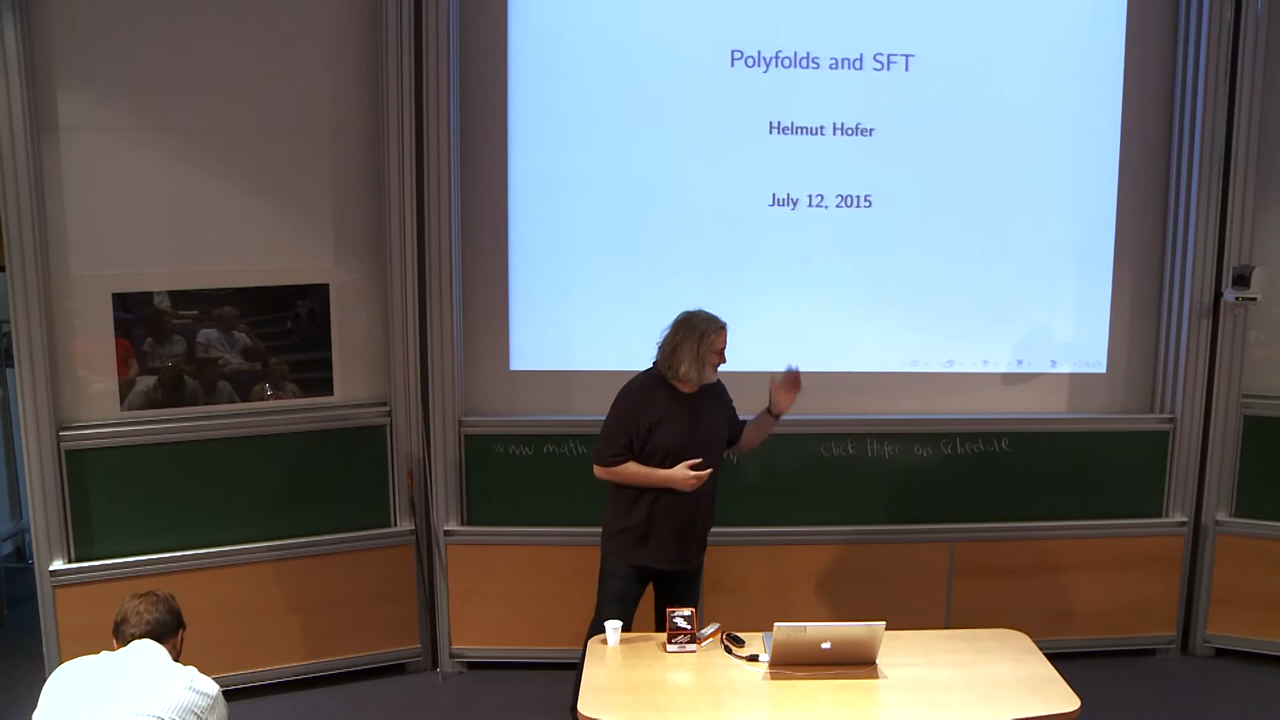 Polyfolds and SFT
Helmut Hofer
July 12, 2015
www.math click Hofer on Schedule